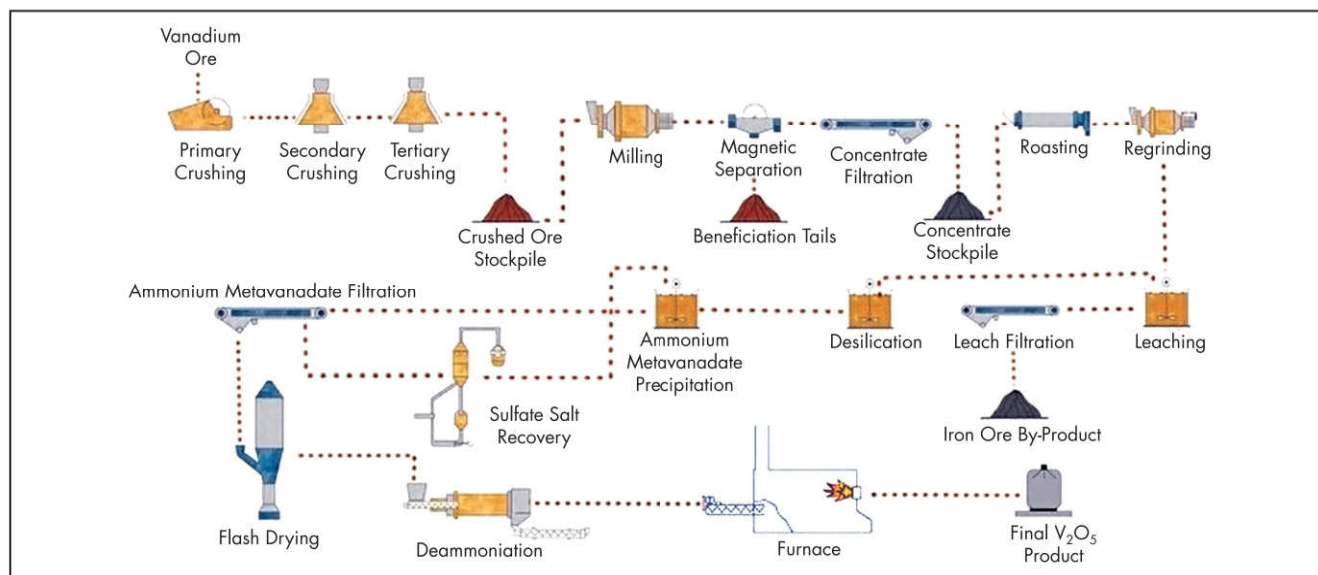 Vanadium
Ore
Primary
Crushing
Secondary
Crushing
Tertiary
Crushing
Crushed Ore
Stockpile
Milling
Magnetic
Separation
Beneficiation Tails
Concentrate
Filtration
Concentrate
Stockpile
Roasting
Regrinding
Ammonium Metavanadate Filtration
Sulfate Salt
Recovery
Ammonium
Metavanadate
Precipitation
Desilication
Leach Filtration
Leaching
Iron Ore By-Product
Flash Drying
Deammoniation
Furnace
Final V₂O₅
Product